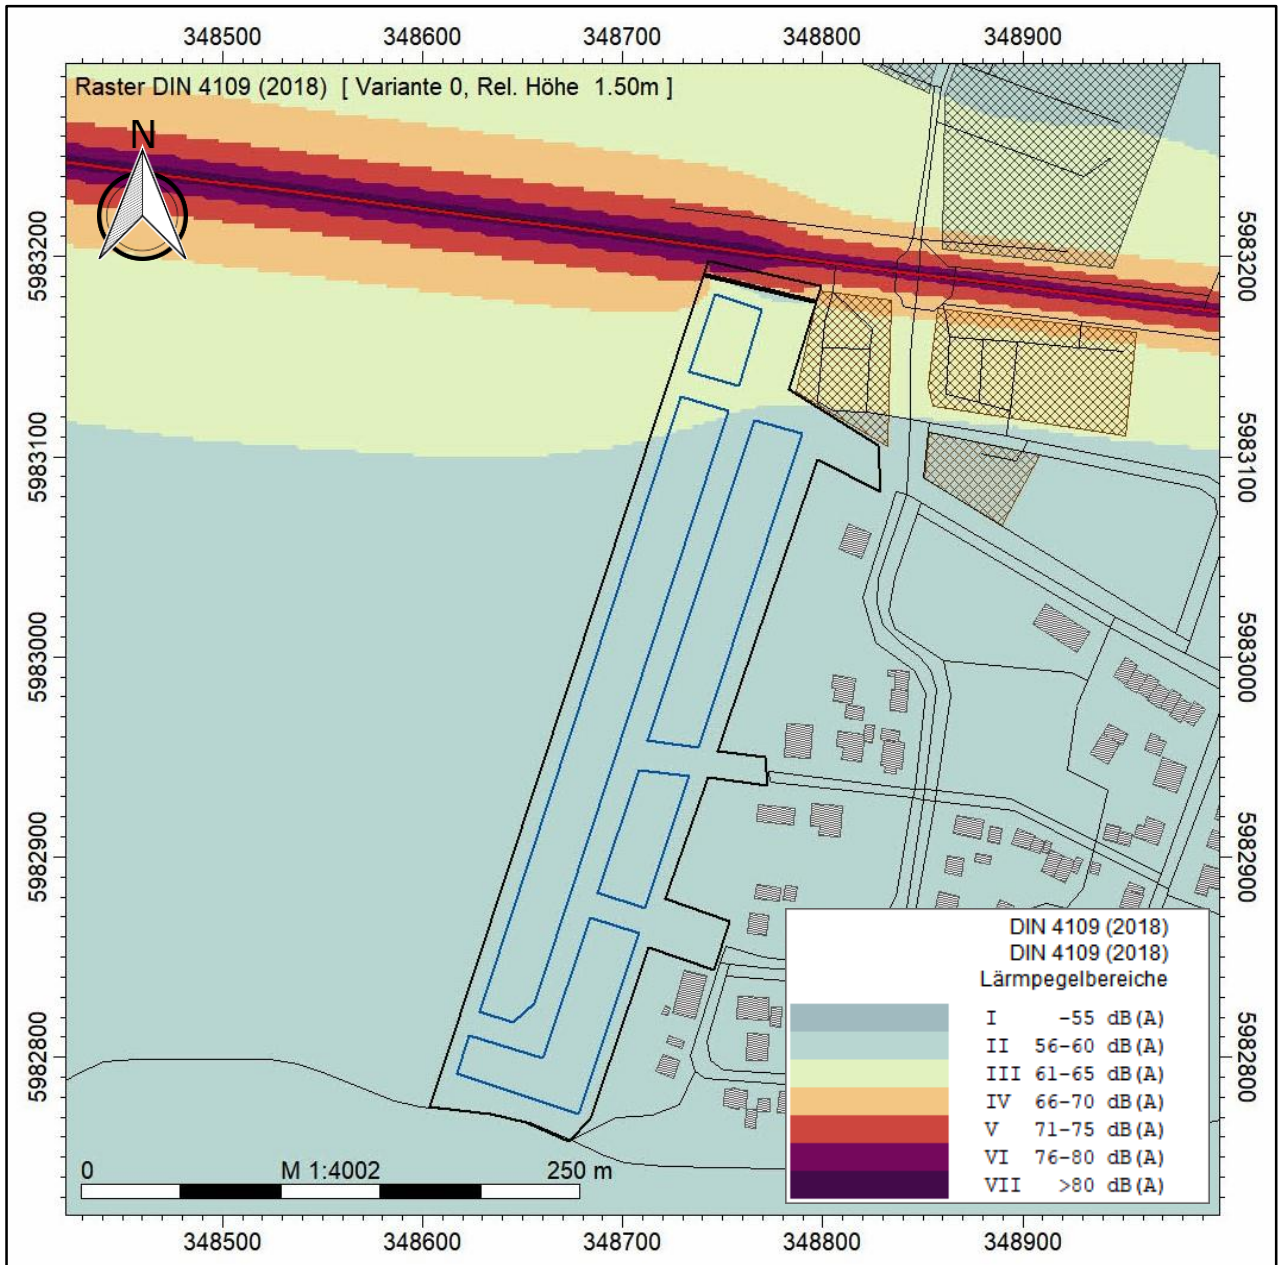 348500 348600 348700 348800 348900
Raster DIN 4109 (2018) [ Variante 0, Rel. Höhe 1.50m ]
N
5983200 5983200
5983100 5983100
5983000 5983000
5982900 5982900
5982800 5982800
DIN 4109 (2018)
DIN 4109 (2018)
Lärmpegelbereiche
I -55 dB(A)
II 56-60 dB(A)
III 61-65 dB(A)
IV 66-70 dB(A)
V 71-75 dB(A)
VI 76-80 dB(A)
VII >80 dB(A)
0 M 1:4002 250 m
348500 348600 348700 348800 348900